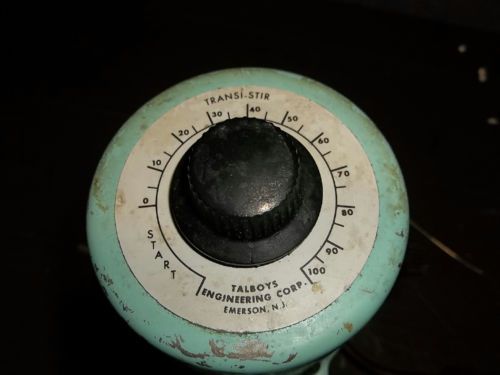 TRANSI-STIR
0 10 20 30 40 50 60 70 80 90 100
START
TALBOYS
ENGINEERING CORP.
EMERSON, N.J.